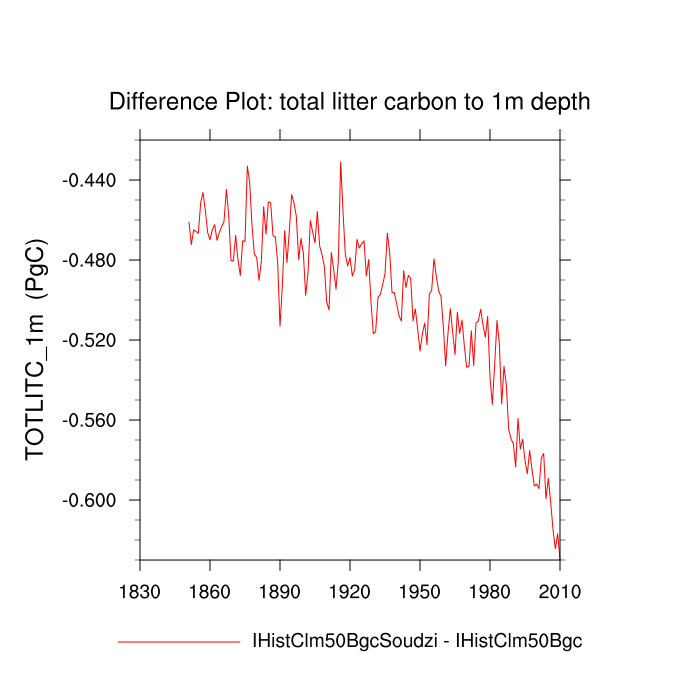 Difference Plot: total litter carbon to 1m depth
TOTLITC_1m (PgC)
-0.440
-0.480
-0.520
-0.560
-0.600
1830 1860 1890 1920 1950 1980 2010
IHistClm50BgcSoudzi - IHistClm50Bgc